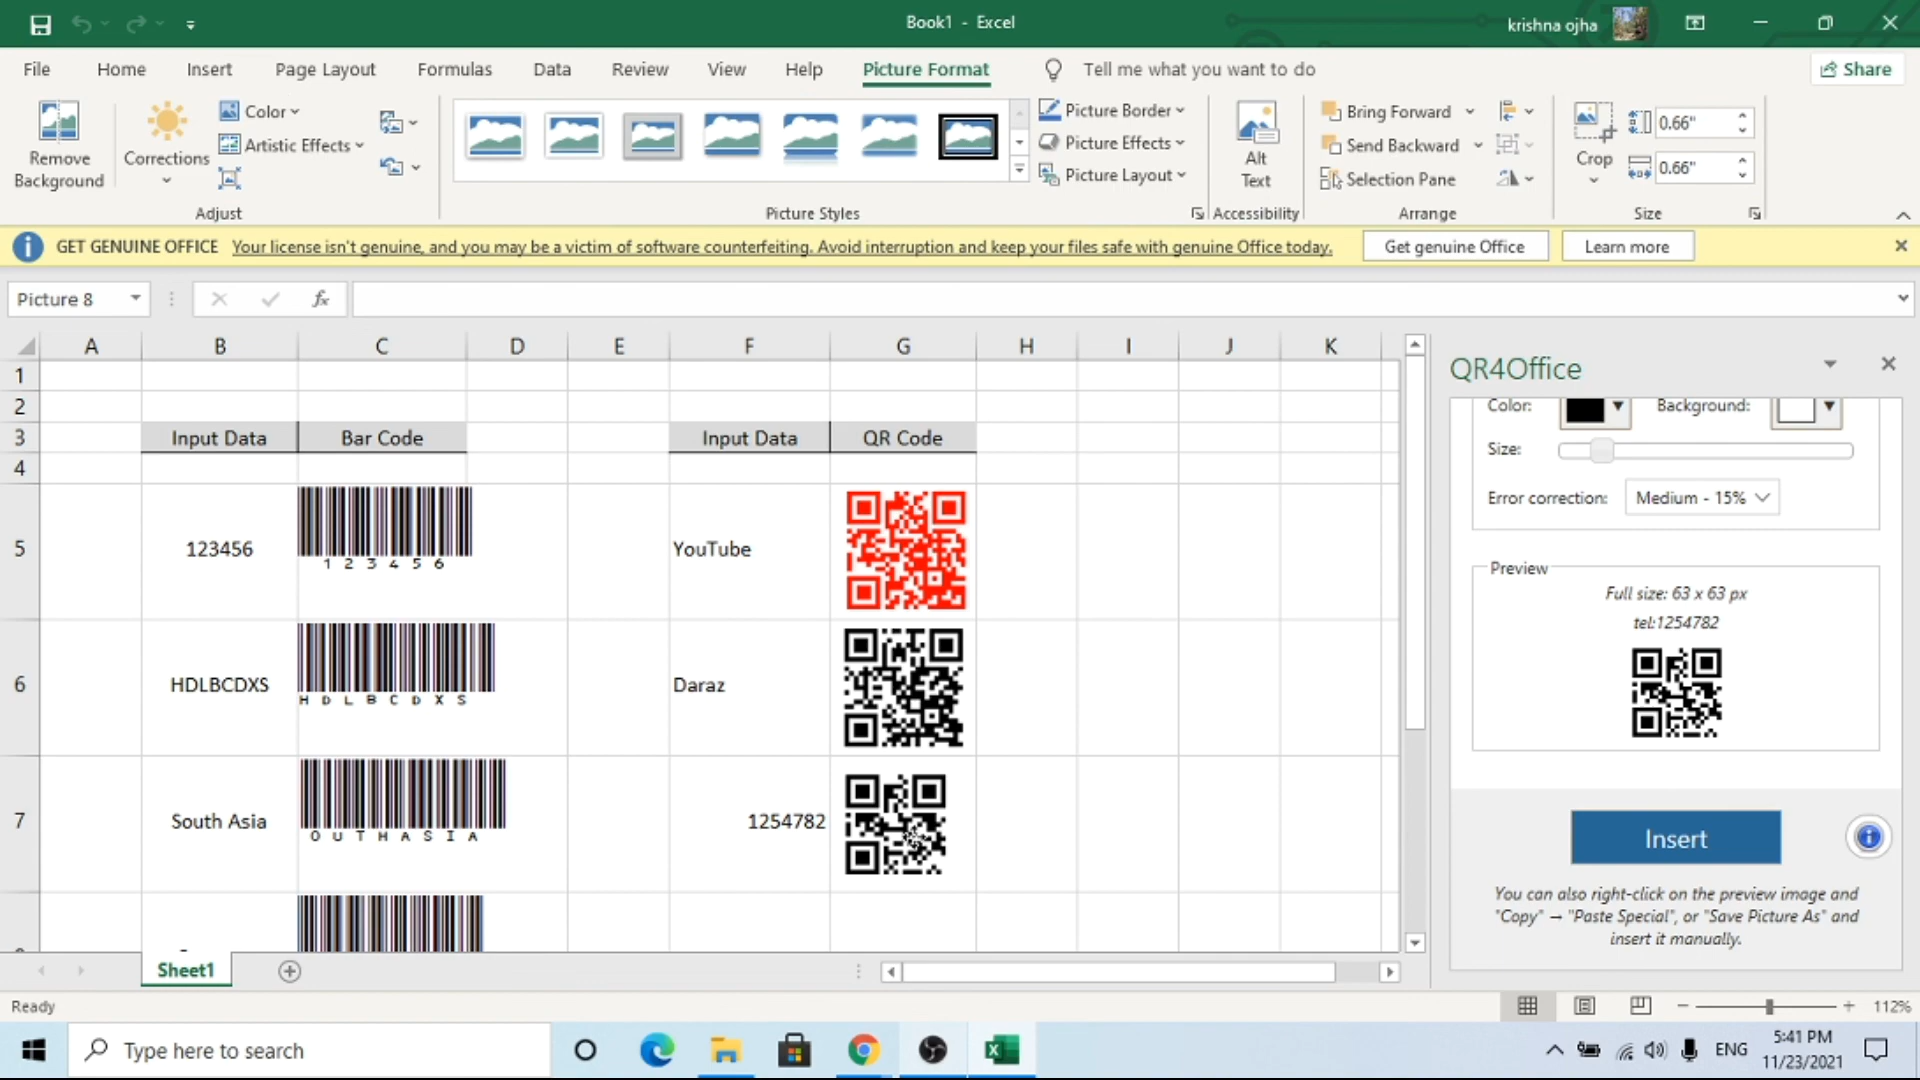 Book1 - Excel
krishna ojha
File Home Insert Page Layout Formulas Data Review View Help Picture Format Tell me what you want to do Share
Remove Background
Corrections
Color
Artistic Effects
Adjust
Picture Styles
Picture Border
Picture Effects
Picture Layout
Alt Text
Accessibility
Bring Forward
Send Backward
Selection Pane
Arrange
Crop
0.66"
0.66"
Size
GET GENUINE OFFICE Your license isn't genuine, and you may be a victim of software counterfeiting. Avoid interruption and keep your files safe with genuine Office today. Get genuine Office Learn more
Picture 8 fx
A B C D E F G H I J K
1
2
3 Input Data Bar Code Input Data QR Code
4
5 123456 YouTube
1 2 3 4 5 6
6 HDLBCDXS Daraz
H D L B C D X S
7 South Asia 1254782
O U T H A S I A
QR4Office
Color: Background:
Size:
Error correction: Medium - 15%
Preview
Full size: 63 x 63 px
tel:1254782
Insert
You can also right-click on the preview image and
"Copy" → "Paste Special", or "Save Picture As" and
insert it manually.
Sheet1
Ready
112%
Type here to search
ENG
5:41 PM
11/23/2021